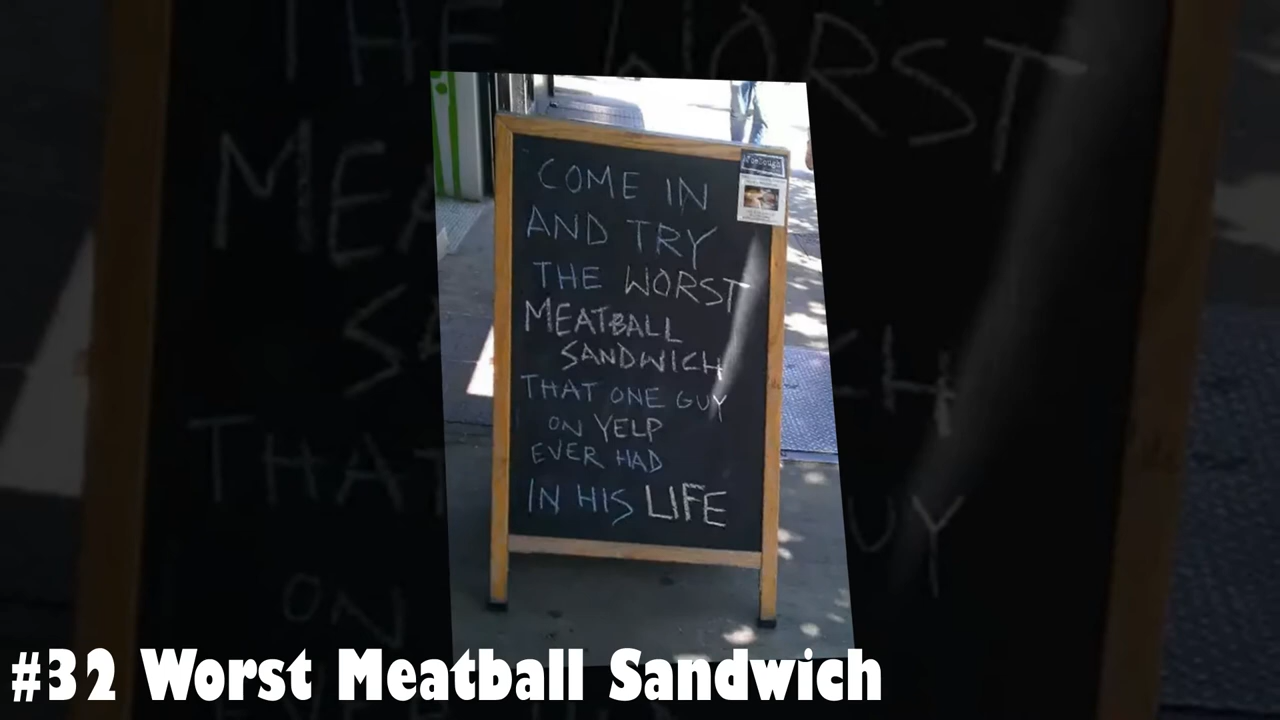 COME IN
AND TRY
THE WORST
MEATBALL
SANDWICH
THAT ONE GUY
ON YELP
EVER HAD
IN HIS LIFE
#32 Worst Meatball Sandwich